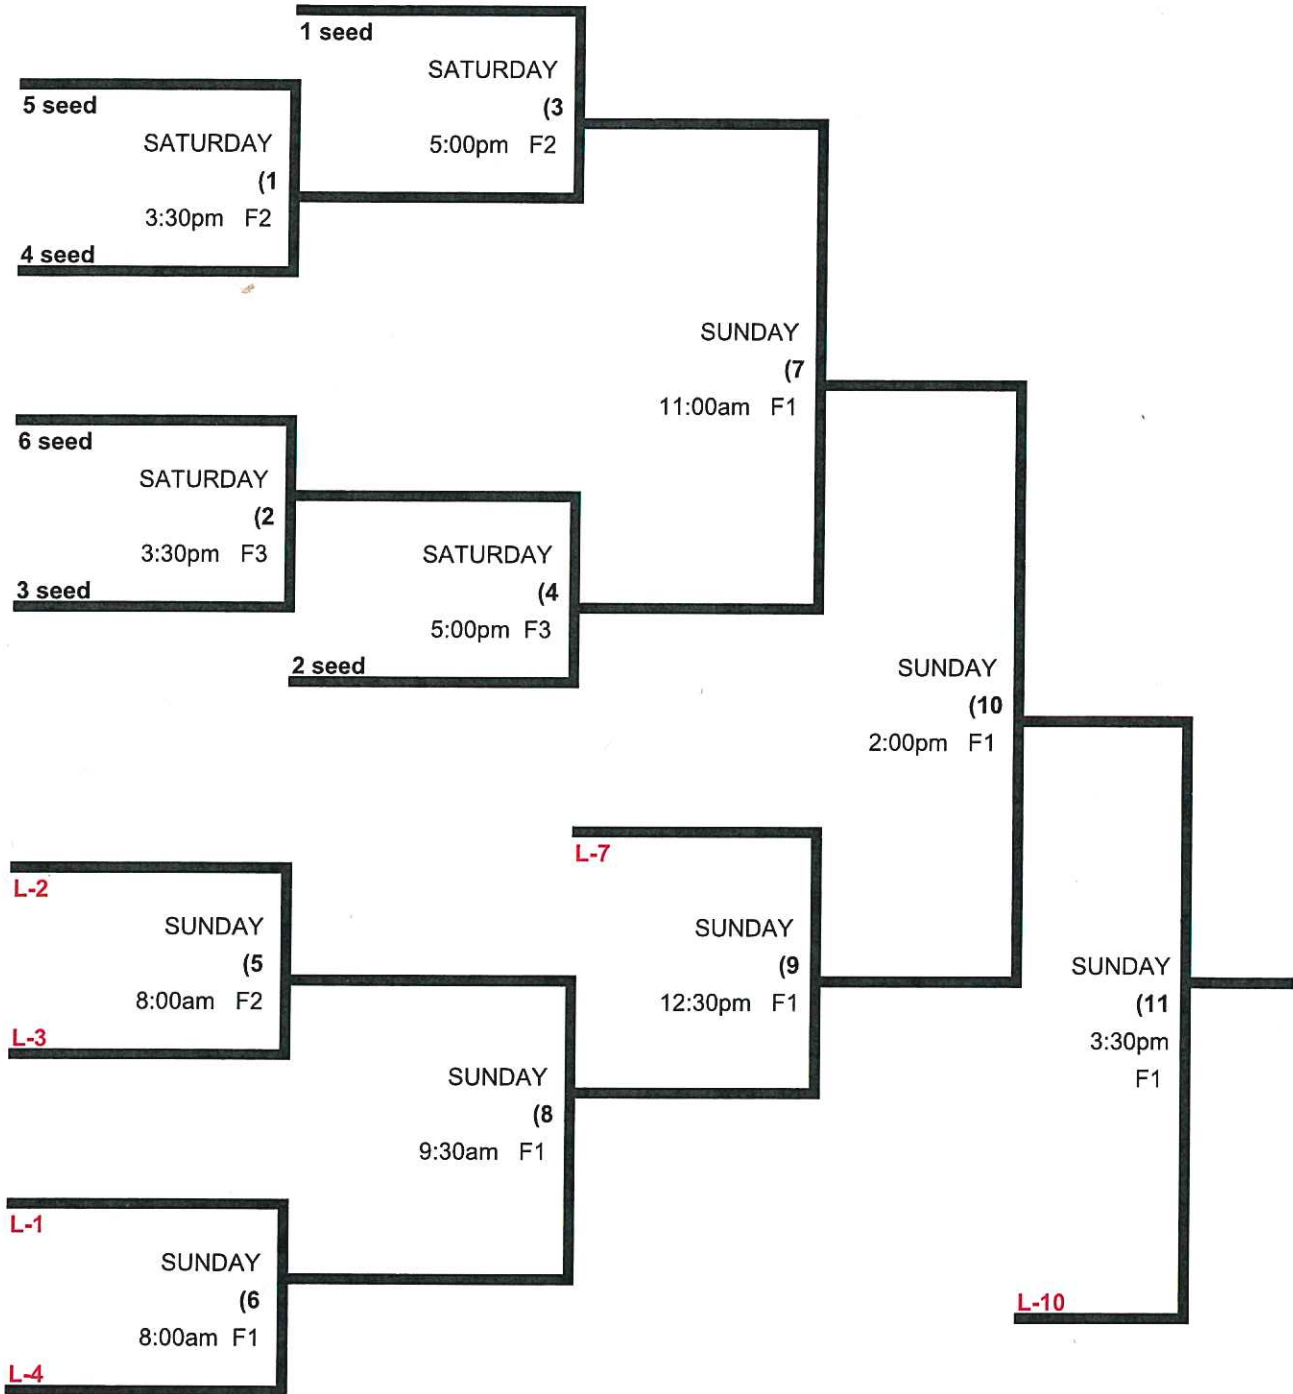 1 seed
SATURDAY
(3
5:00pm F2
5 seed
SATURDAY
(1
3:30pm F2
4 seed
SUNDAY
(7
11:00am F1
6 seed
SATURDAY
(2
3:30pm F3
3 seed
SATURDAY
(4
5:00pm F3
2 seed
SUNDAY
(10
2:00pm F1
L-7
L-2
SUNDAY
(5
8:00am F2
L-3
SUNDAY
(9
12:30pm F1
SUNDAY
(11
3:30pm
F1
SUNDAY
(8
9:30am F1
L-1
SUNDAY
(6
8:00am F1
L-4
L-10